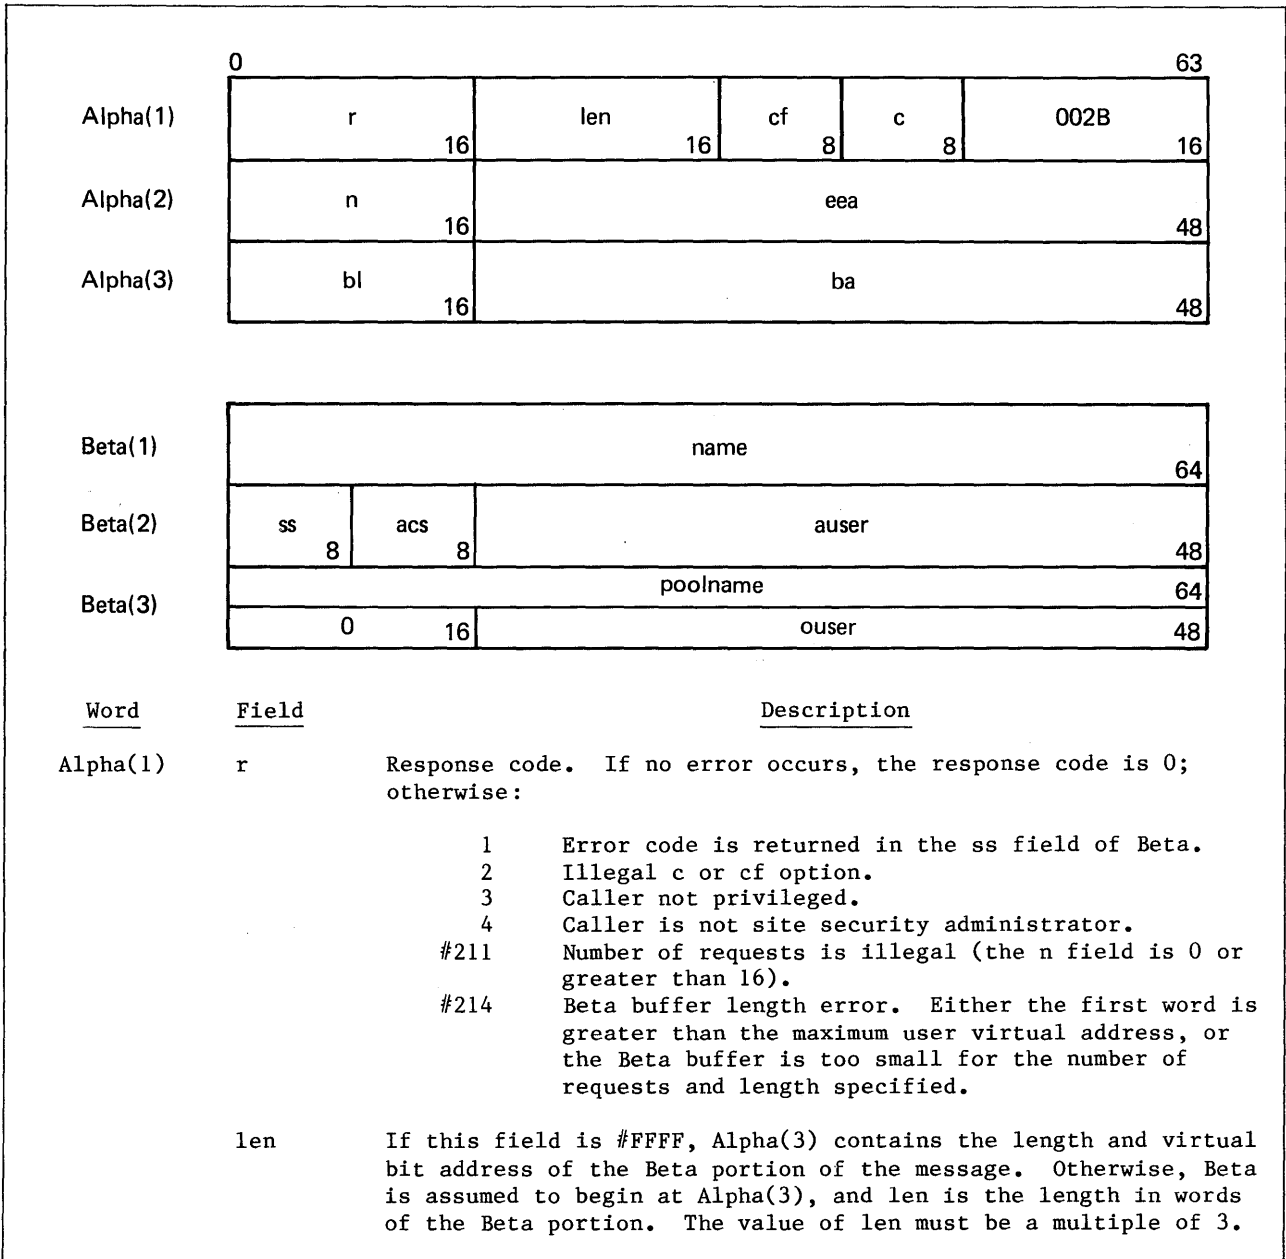 0 63
Alpha(1) r 16 len 16 cf 8 c 8 002B 16
Alpha(2) n 16 eea 48
Alpha(3) bl 16 ba 48
Beta(1) name 64
Beta(2) ss 8 acs 8 auser 48
Beta(3) poolname 64
0 16 ouser 48
Word Field Description
Alpha(1) r Response code. If no error occurs, the response code is 0;
otherwise:
1 Error code is returned in the ss field of Beta.
2 Illegal c or cf option.
3 Caller not privileged.
4 Caller is not site security administrator.
#211 Number of requests is illegal (the n field is 0 or
greater than 16).
#214 Beta buffer length error. Either the first word is
greater than the maximum user virtual address, or
the Beta buffer is too small for the number of
requests and length specified.
len If this field is #FFFF, Alpha(3) contains the length and virtual
bit address of the Beta portion of the message. Otherwise, Beta
is assumed to begin at Alpha(3), and len is the length in words
of the Beta portion. The value of len must be a multiple of 3.